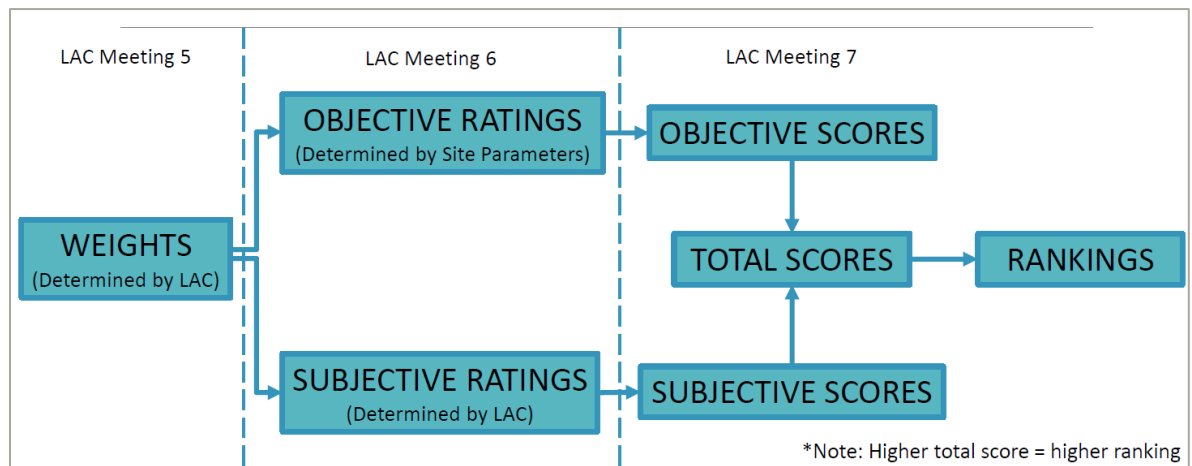 LAC Meeting 5
LAC Meeting 6
LAC Meeting 7
OBJECTIVE RATINGS
(Determined by Site Parameters)
OBJECTIVE SCORES
WEIGHTS
(Determined by LAC)
TOTAL SCORES
RANKINGS
SUBJECTIVE RATINGS
(Determined by LAC)
SUBJECTIVE SCORES
*Note: Higher total score = higher ranking